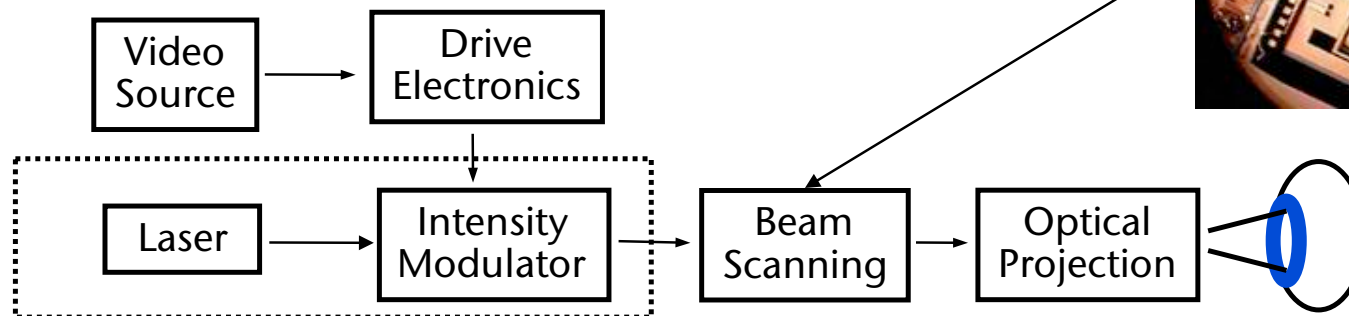 Video
Source
Drive
Electronics
Laser
Intensity
Modulator
Beam
Scanning
Optical
Projection